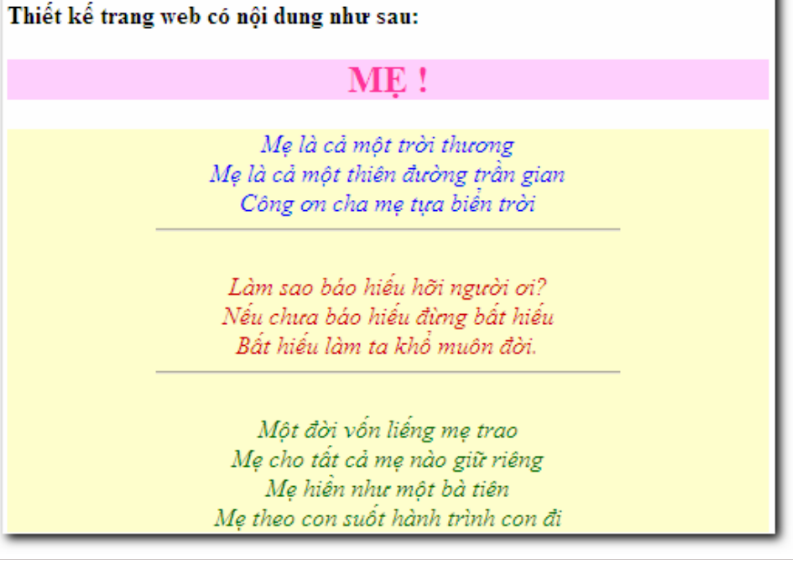 Thiết kế trang web có nội dung như sau:
MẸ !
Mẹ là cả một trời thương
Mẹ là cả một thiên đường trần gian
Công ơn cha mẹ tựa biển trời
Làm sao báo hiếu hỡi người ơi?
Nếu chưa báo hiếu đừng bất hiếu
Bất hiếu làm ta khổ muôn đời.
Một đời vốn liếng mẹ trao
Mẹ cho tất cả mẹ nào giữ riêng
Mẹ hiền như một bà tiên
Mẹ theo con suốt hành trình con đi